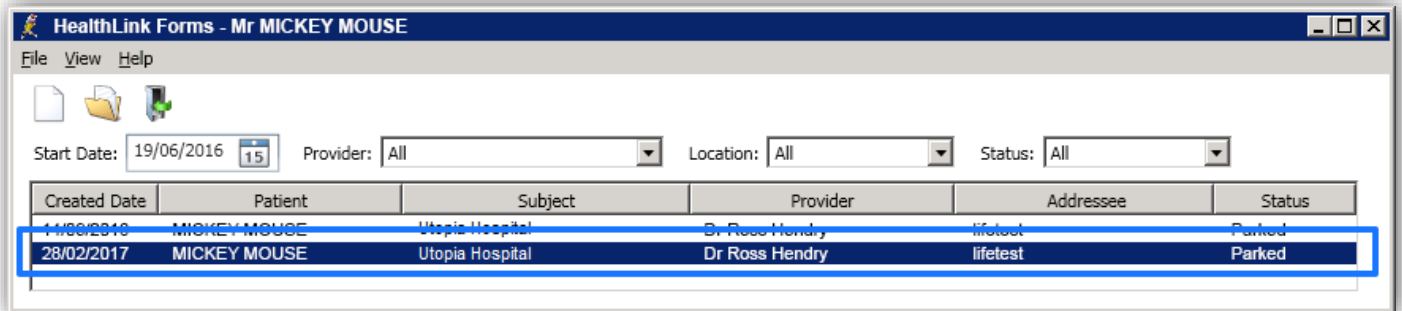 HealthLink Forms - Mr MICKEY MOUSE
File View Help
Start Date: 19/06/2016 15 Provider: All Location: All Status: All
Created Date Patient Subject Provider Addressee Status
MICKEY MOUSE Utopia Hospital Dr Ross Hendry lifetest Parked
28/02/2017 MICKEY MOUSE Utopia Hospital Dr Ross Hendry lifetest Parked